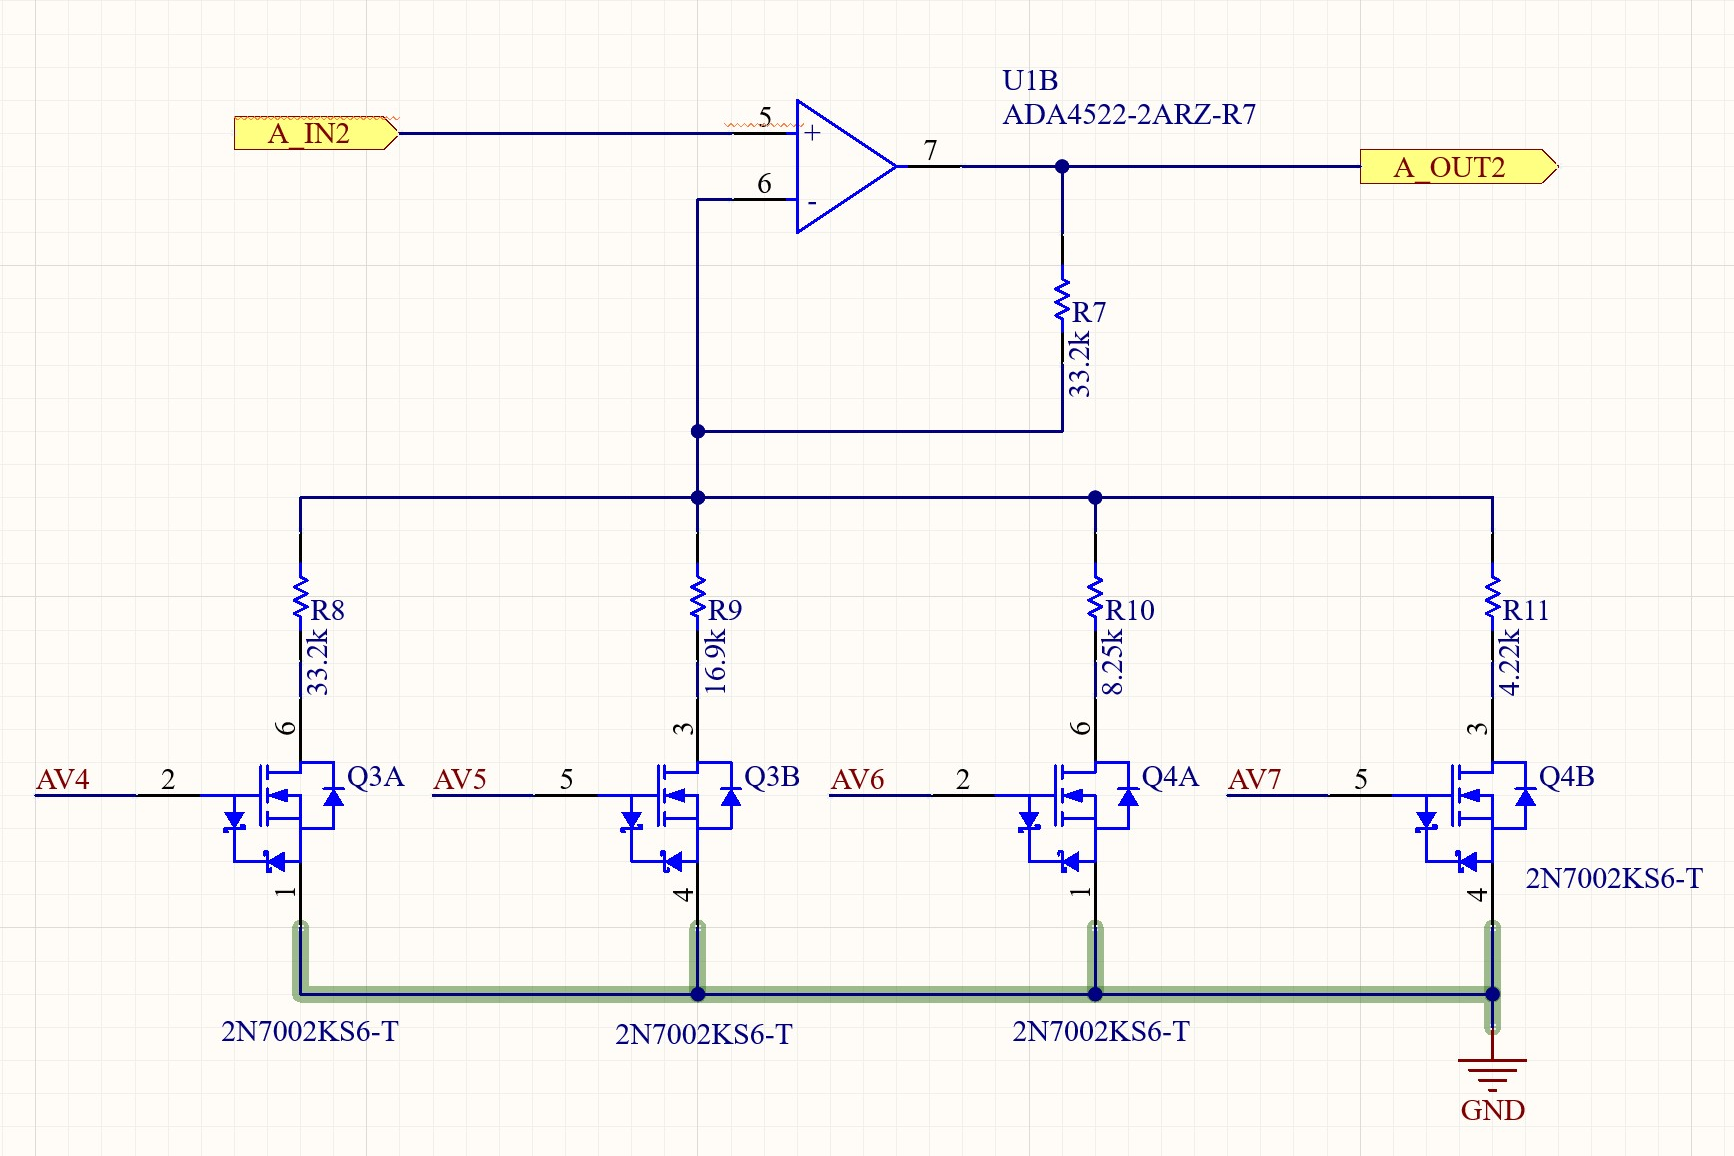 U1B
ADA4522-2ARZ-R7
A_IN2
5
+
6
-
7
A_OUT2
R7
33.2k
R8
33.2k
R9
16.9k
R10
8.25k
R11
4.22k
6
3
6
3
AV4
2
Q3A
AV5
5
Q3B
AV6
2
Q4A
AV7
5
Q4B
1
4
1
4
2N7002KS6-T
2N7002KS6-T
2N7002KS6-T
2N7002KS6-T
GND